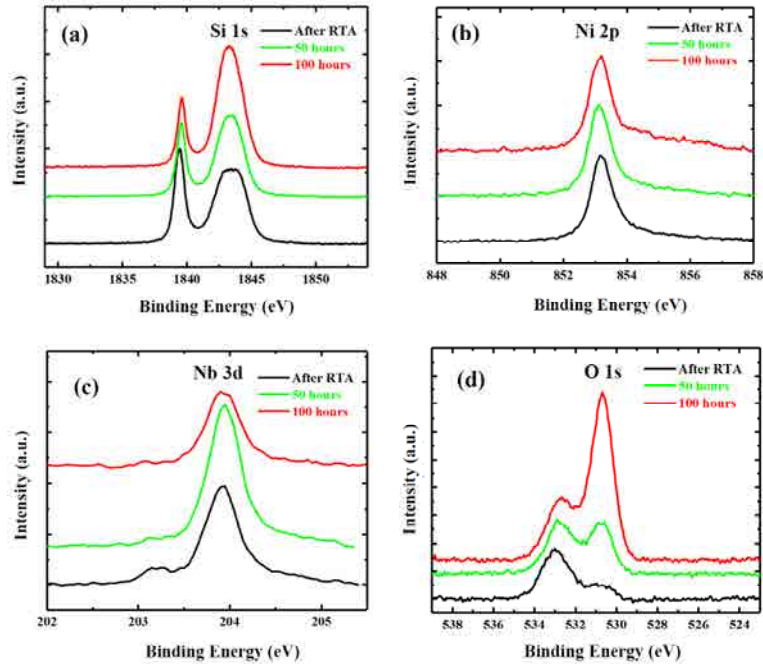 (a)
Si 1s
After RTA
50 hours
100 hours
Intensity (a.u.)
1830 1835 1840 1845 1850
Binding Energy (eV)
(b)
Ni 2p
After RTA
50 hours
100 hours
Intensity (a.u.)
848 850 852 854 856 858
Binding Energy (eV)
(c)
Nb 3d
After RTA
50 hours
100 hours
Intensity (a.u.)
202 203 204 205
Binding Energy (eV)
(d)
O 1s
After RTA
50 hours
100 hours
Intensity (a.u.)
538 536 534 532 530 528 526 524
Binding Energy (eV)